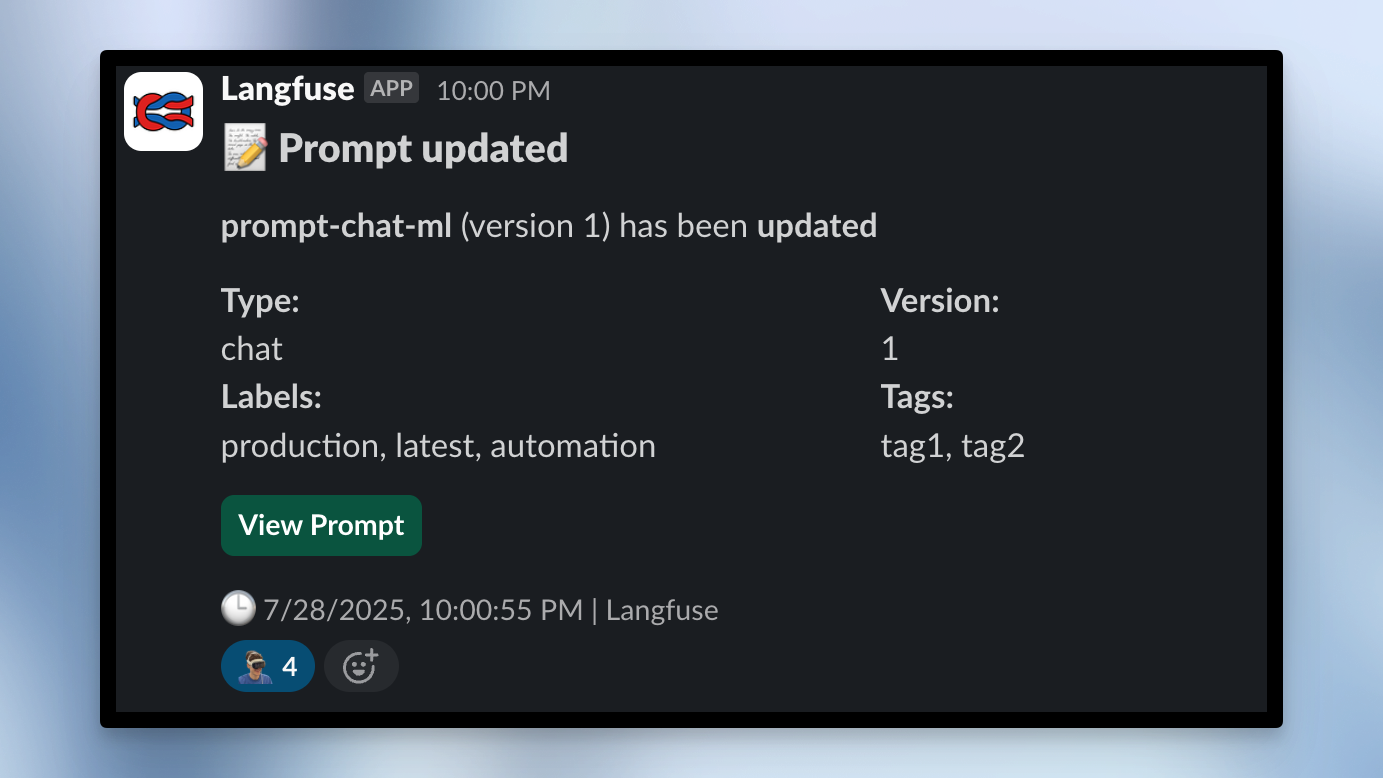 Langfuse APP 10:00 PM
Prompt updated
prompt-chat-ml (version 1) has been updated
Type:
chat
Version:
1
Labels:
production, latest, automation
Tags:
tag1, tag2
View Prompt
7/28/2025, 10:00:55 PM | Langfuse
4